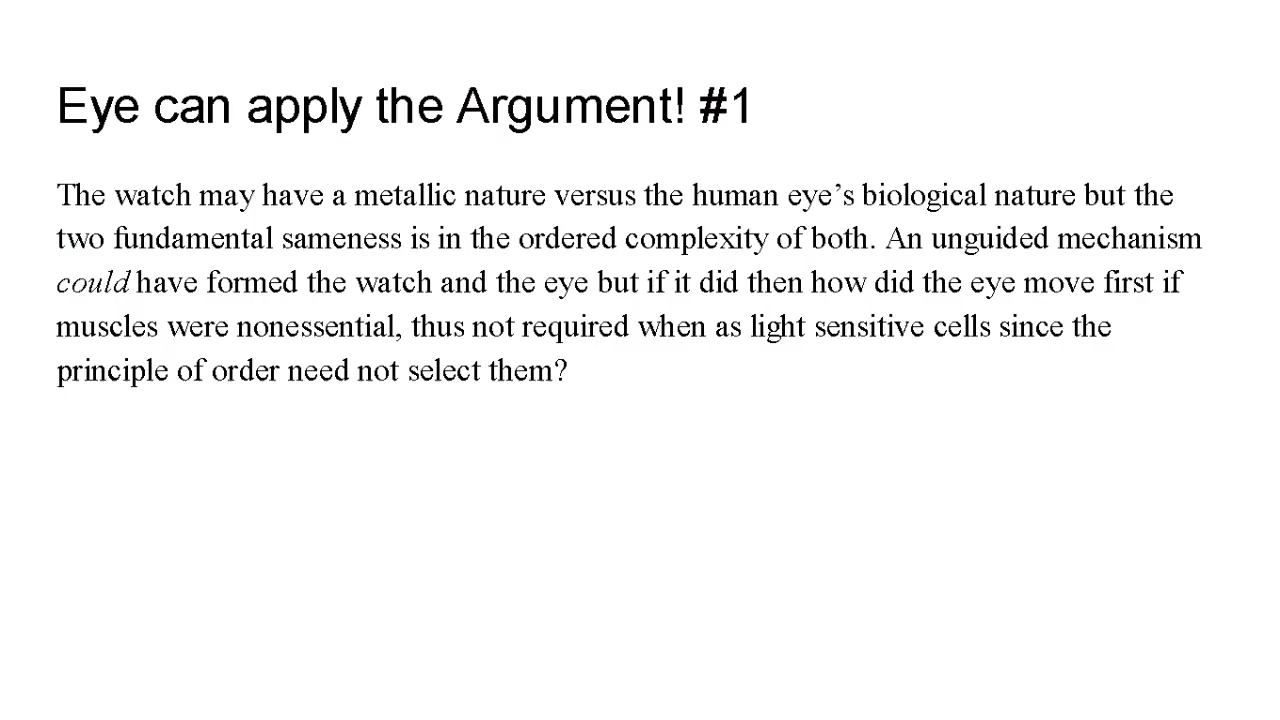 Eye can apply the Argument! #1
The watch may have a metallic nature versus the human eye’s biological nature but the
two fundamental sameness is in the ordered complexity of both. An unguided mechanism
could have formed the watch and the eye but if it did then how did the eye move first if
muscles were nonessential, thus not required when as light sensitive cells since the
principle of order need not select them?